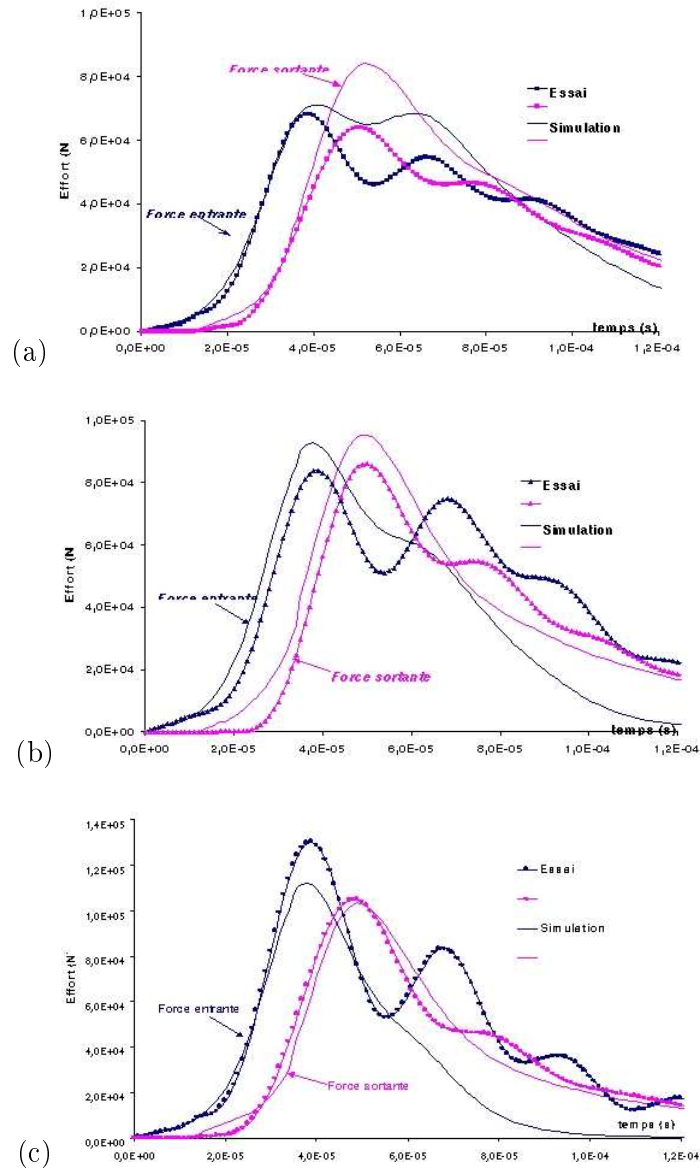 1,0E+05
8,0E+04
6,0E+04
4,0E+04
2,0E+04
0,0E+00
Effort (N
Force sortante
Force entrante
Essai
Simulation
temps (s)
0,0E+00 2,0E-05 4,0E-05 6,0E-05 8,0E-05 1,0E-04 1,2E-04
(a)
1,0E+05
8,0E+04
6,0E+04
4,0E+04
2,0E+04
0,0E+00
Effort (N
Force entrante
Force sortante
Essai
Simulation
temps (s)
0,0E+00 2,0E-05 4,0E-05 6,0E-05 8,0E-05 1,0E-04 1,2E-04
(b)
1,4E+05
1,2E+05
1,0E+05
8,0E+04
6,0E+04
4,0E+04
2,0E+04
0,0E+00
Effort (N
Force entrante
Force sortante
Essai
Simulation
temps (s)
0,0E+00 2,0E-05 4,0E-05 6,0E-05 8,0E-05 1,0E-04 1,2E-04
(c)